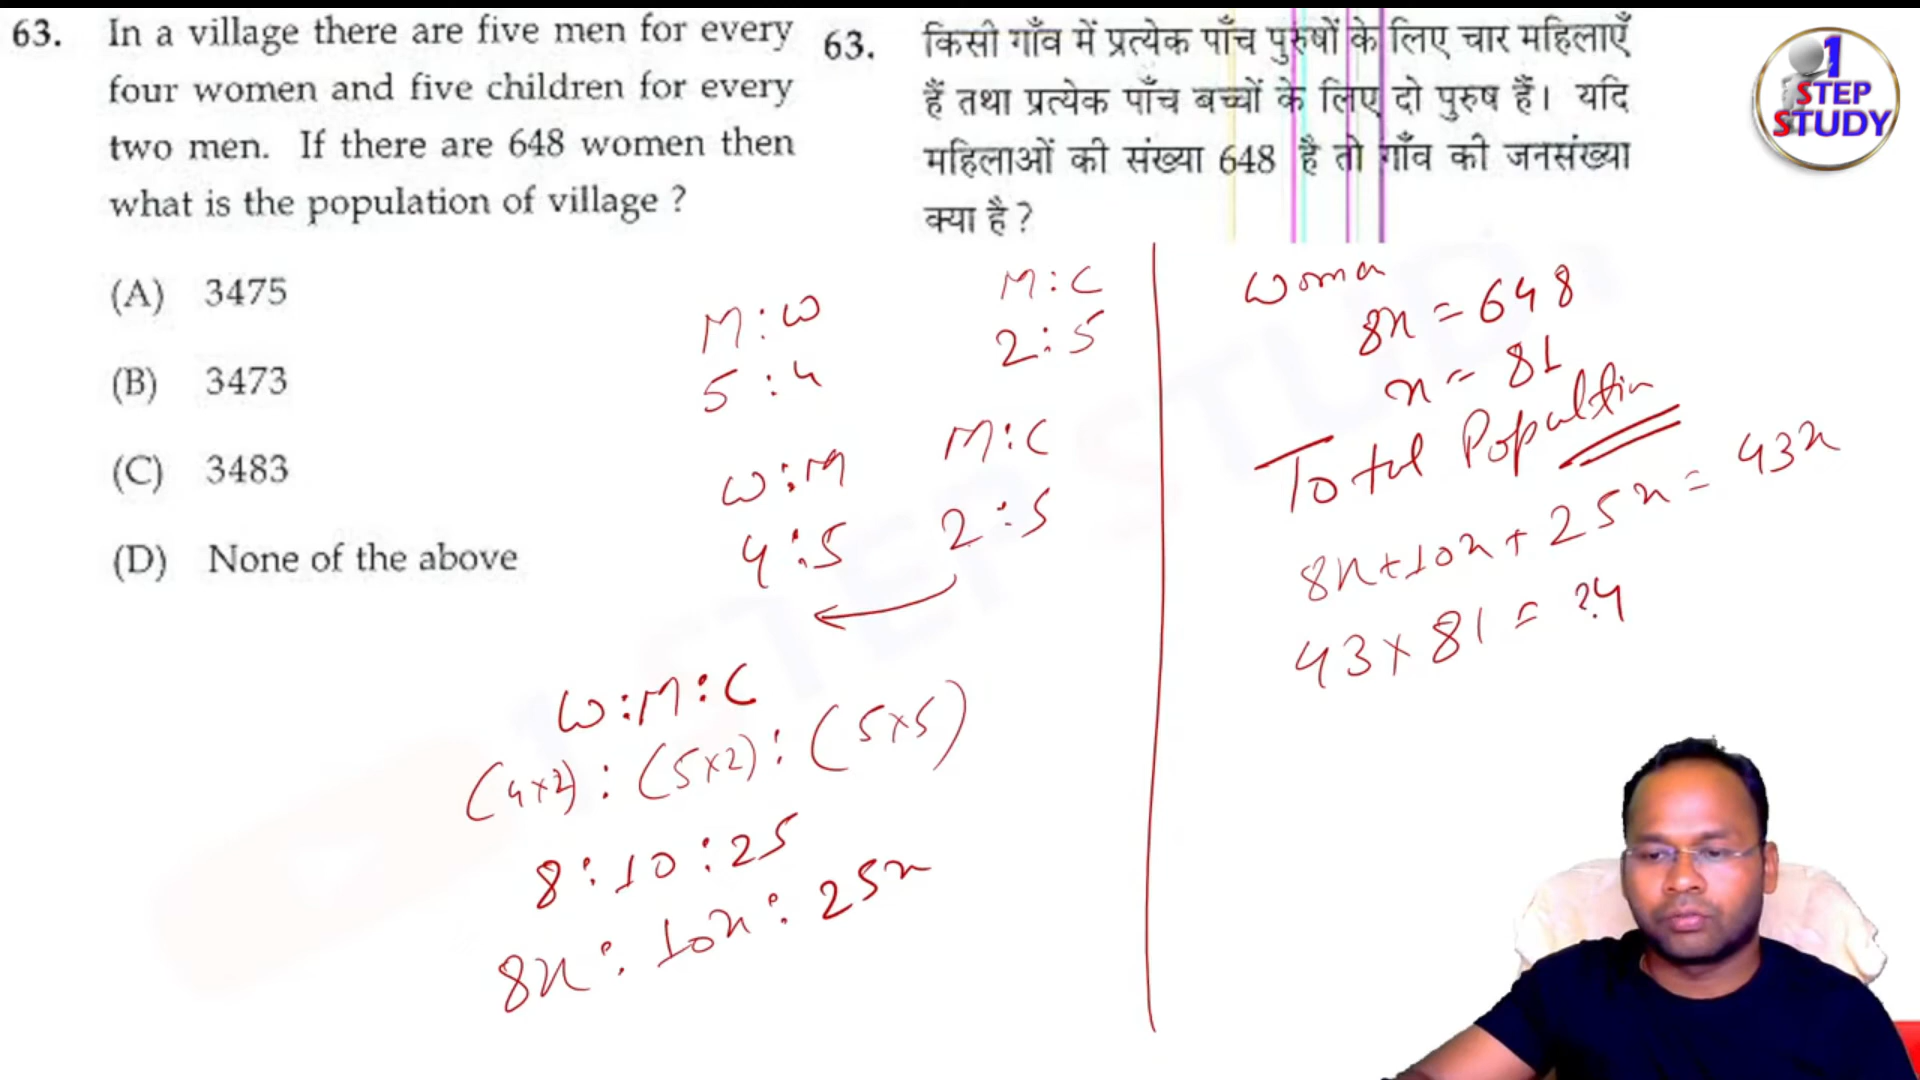 63. In a village there are five men for every
four women and five children for every
two men. If there are 648 women then
what is the population of village ?
(A) 3475
(B) 3473
(C) 3483
(D) None of the above
63. किसी गाँव में प्रत्येक पाँच पुरुषों के लिए चार महिलाएँ
हैं तथा प्रत्येक पाँच बच्चों के लिए दो पुरुष हैं। यदि
महिलाओं की संख्या 648 है तो गाँव की जनसंख्या
क्या है ?
1
STEP
STUDY
M : W
5 : 4
M : C
2 : 5
W : M
4 : 5
M : C
2 : 5
W : M : C
(4×2) : (5×2) : (5×5)
8 : 10 : 25
8x : 10x : 25x
Woma
8x = 648
x = 81
Total Popultin
8x + 10x + 25x = 43x
43 × 81 =